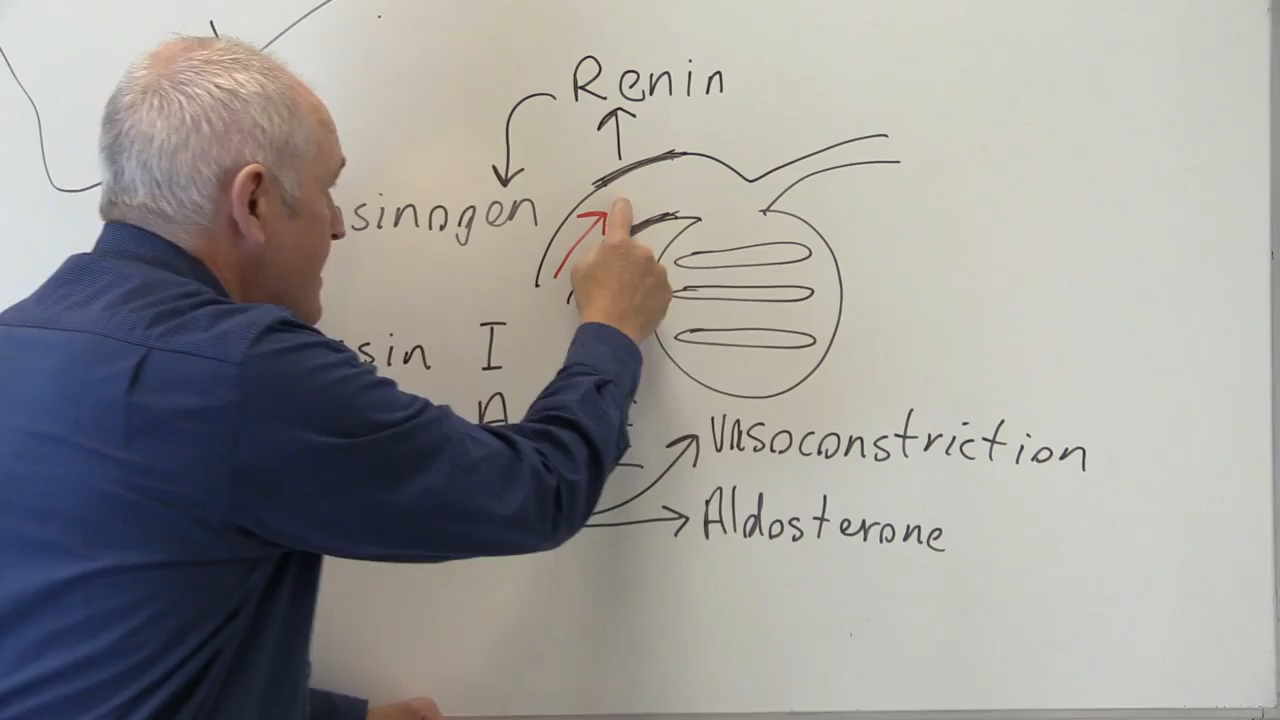 Renin
sinogen
sin I
A
Vasoconstriction
Aldosterone